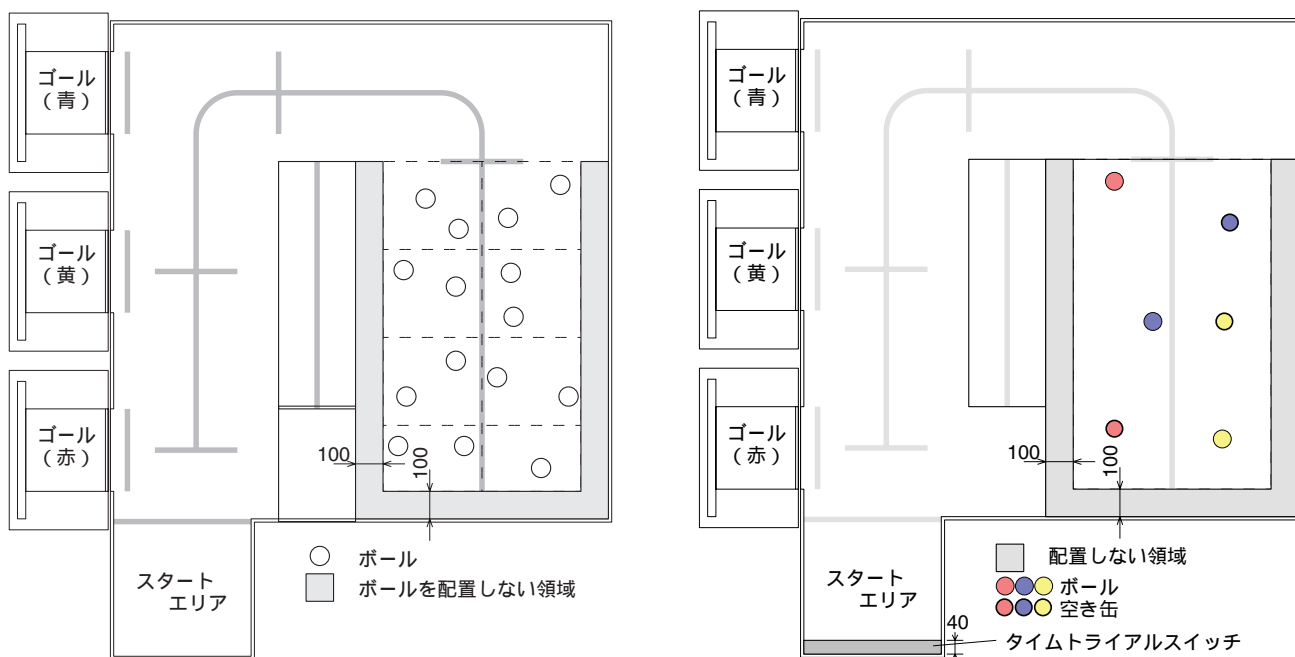 ゴール
（青）
ゴール
（黄）
ゴール
（赤）
100
100
スタート
エリア
ボール
ボールを配置しない領域
ゴール
（青）
ゴール
（黄）
ゴール
（赤）
100
100
スタート
エリア
配置しない領域
ボール
空き缶
40
タイムトライアルスイッチ